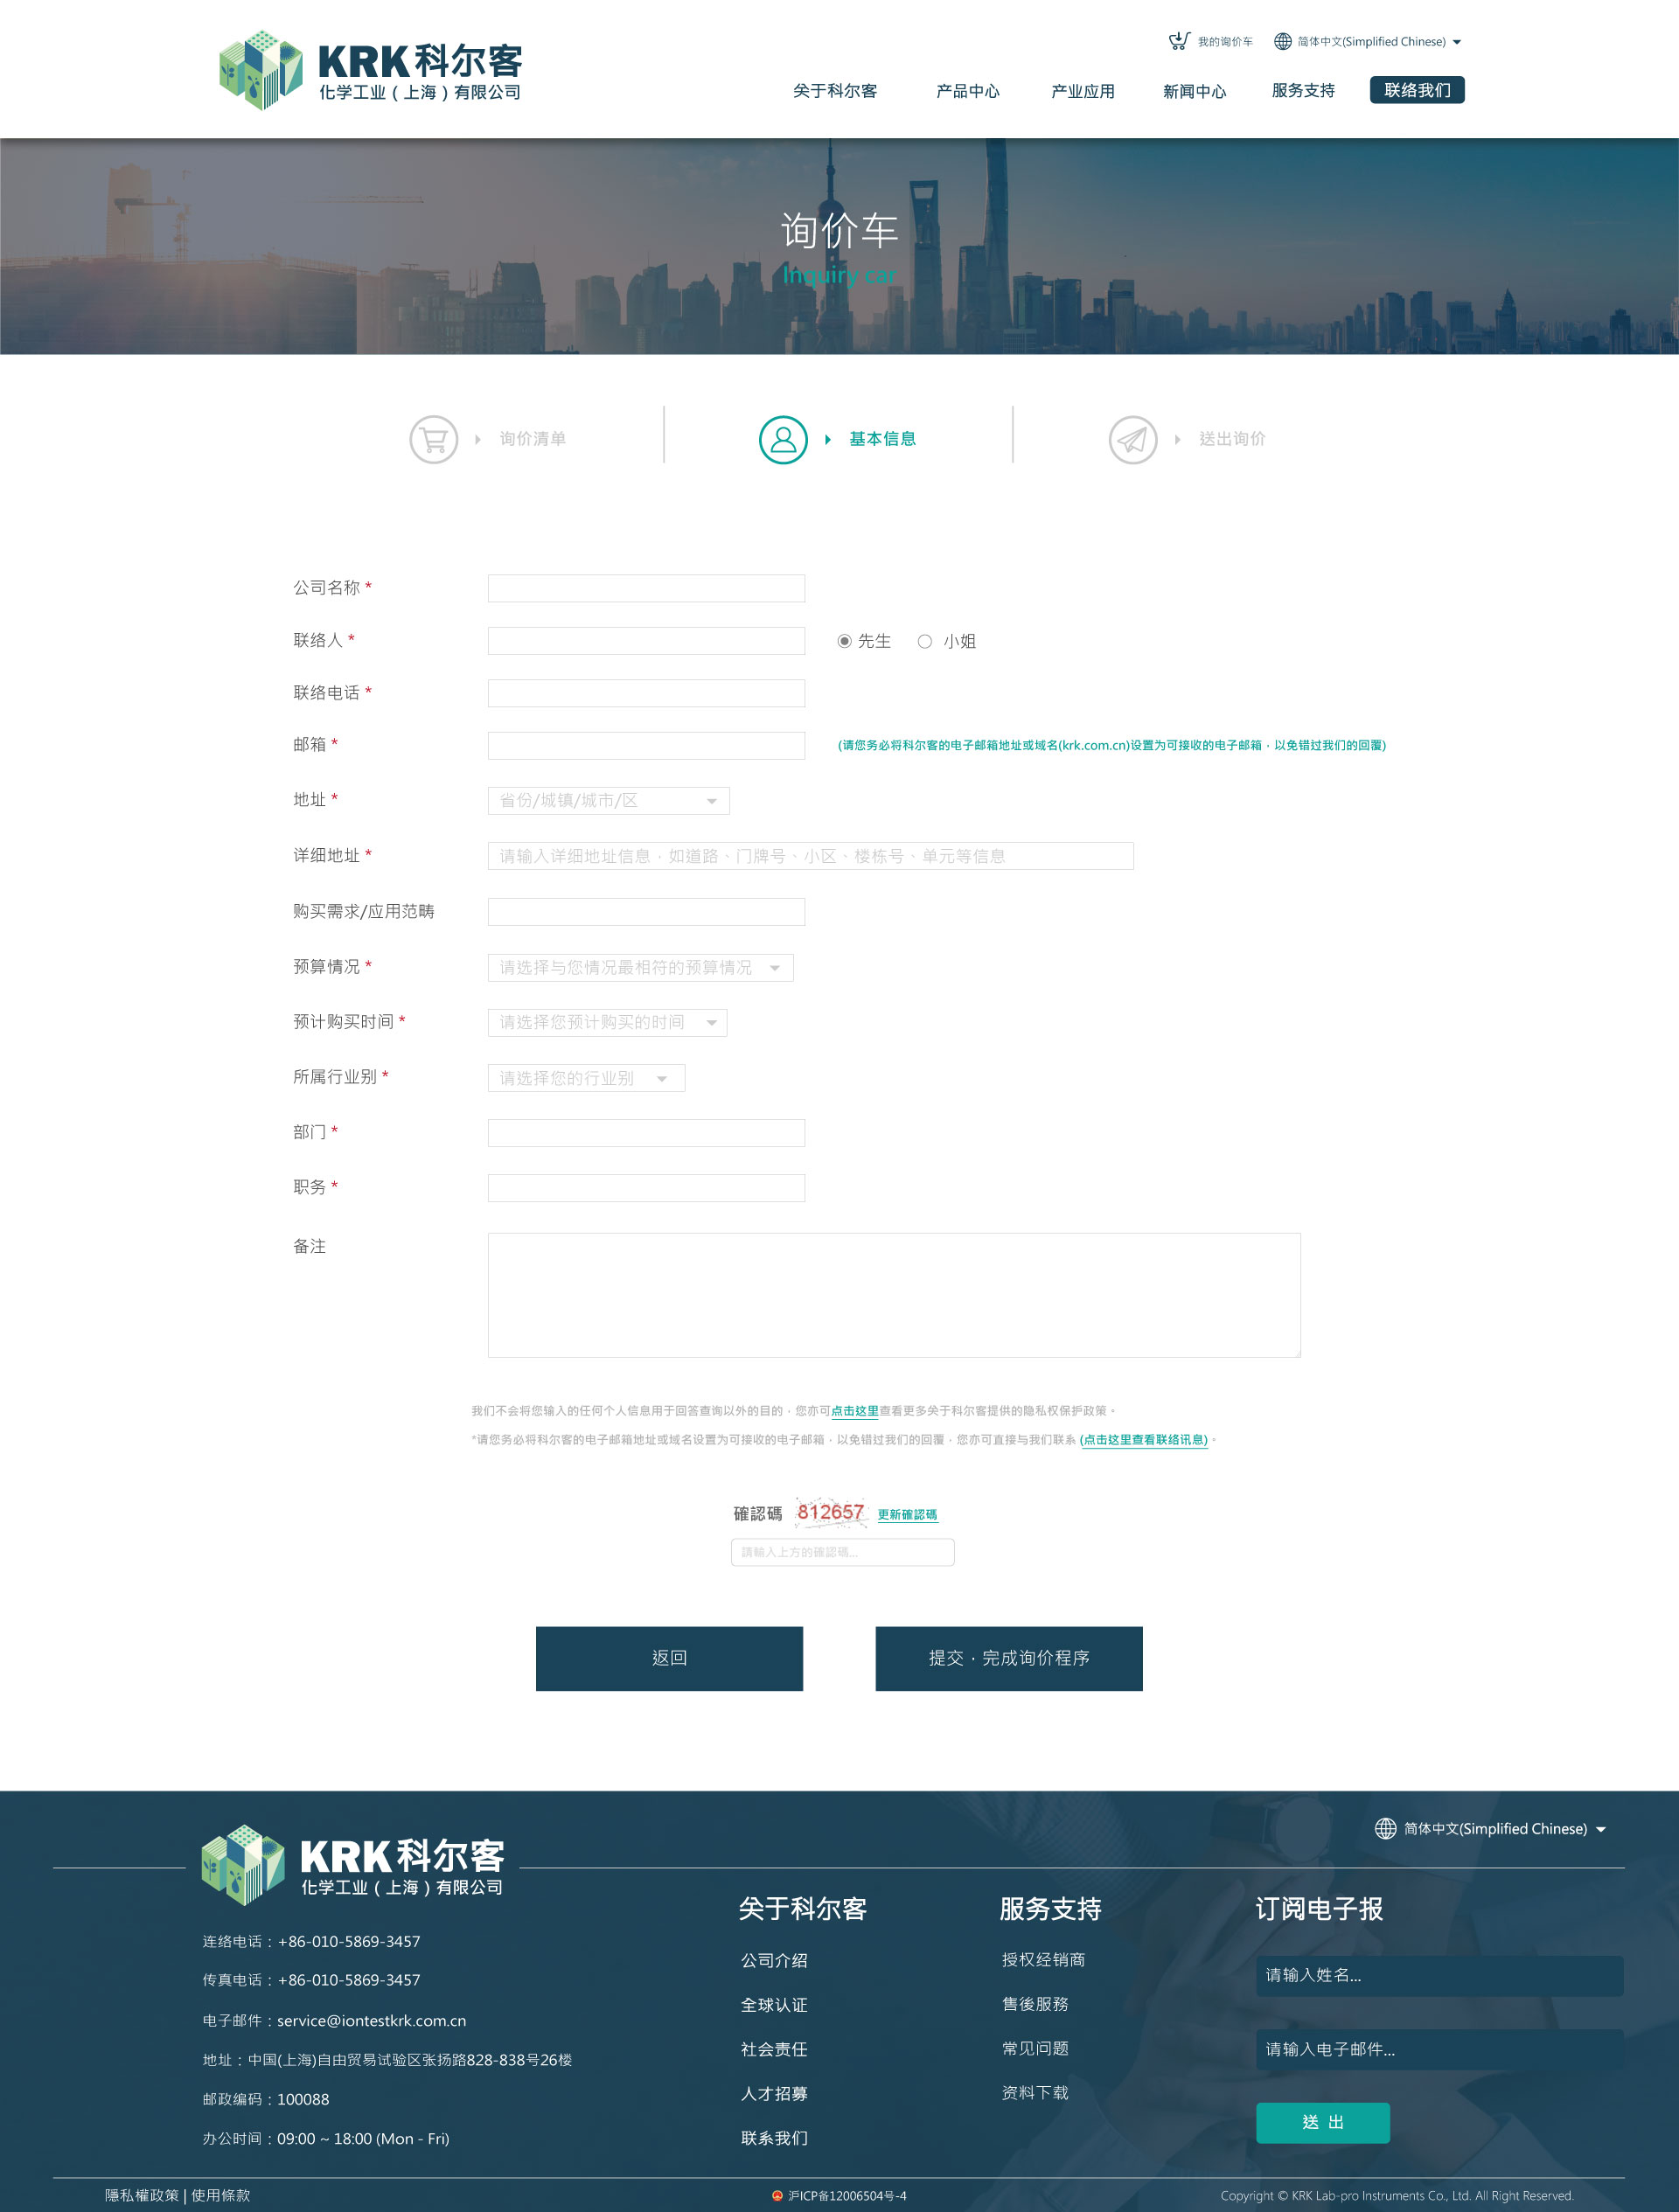 KRK科尔客
化学工业（上海）有限公司
我的询价车
简体中文(Simplified Chinese)
关于科尔客
产品中心
产业应用
新闻中心
服务支持
联络我们
询价车
Inquiry car
询价清单
基本信息
送出询价
公司名称 *
联络人 *
先生 小姐
联络电话 *
邮箱 *
(请您务必将科尔客的电子邮箱地址或域名(krk.com.cn)设置为可接收的电子邮箱，以免错过我们的回覆)
地址 *
省份/城镇/城市/区
详细地址 *
请输入详细地址信息，如道路、门牌号、小区、楼栋号、单元等信息
购买需求/应用范畴
预算情况 *
请选择与您情况最相符的预算情况
预计购买时间 *
请选择您预计购买的时间
所属行业别 *
请选择您的行业别
部门 *
职务 *
备注
我们不会将您输入的任何个人信息用于回答查询以外的目的，您亦可点击这里查看更多关于科尔客提供的隐私权保护政策。
*请您务必将科尔客的电子邮箱地址或域名设置为可接收的电子邮箱，以免错过我们的回覆，您亦可直接与我们联系 (点击这里查看联络讯息)。
確認碼 812657 更新確認碼
請輸入上方的確認碼...
返回
提交，完成询价程序
简体中文(Simplified Chinese)
KRK科尔客
化学工业（上海）有限公司
连络电话：+86-010-5869-3457
传真电话：+86-010-5869-3457
电子邮件：service@iontestkrk.com.cn
地址：中国(上海)自由贸易试验区张扬路828-838号26楼
邮政编码：100088
办公时间：09:00 ~ 18:00 (Mon - Fri)
关于科尔客
公司介绍
全球认证
社会责任
人才招募
联系我们
服务支持
授权经销商
售後服務
常见问题
资料下载
订阅电子报
请输入姓名...
请输入电子邮件...
送 出
隱私權政策 | 使用條款
沪ICP备12006504号-4
Copyright © KRK Lab-pro Instruments Co., Ltd. All Right Reserved.